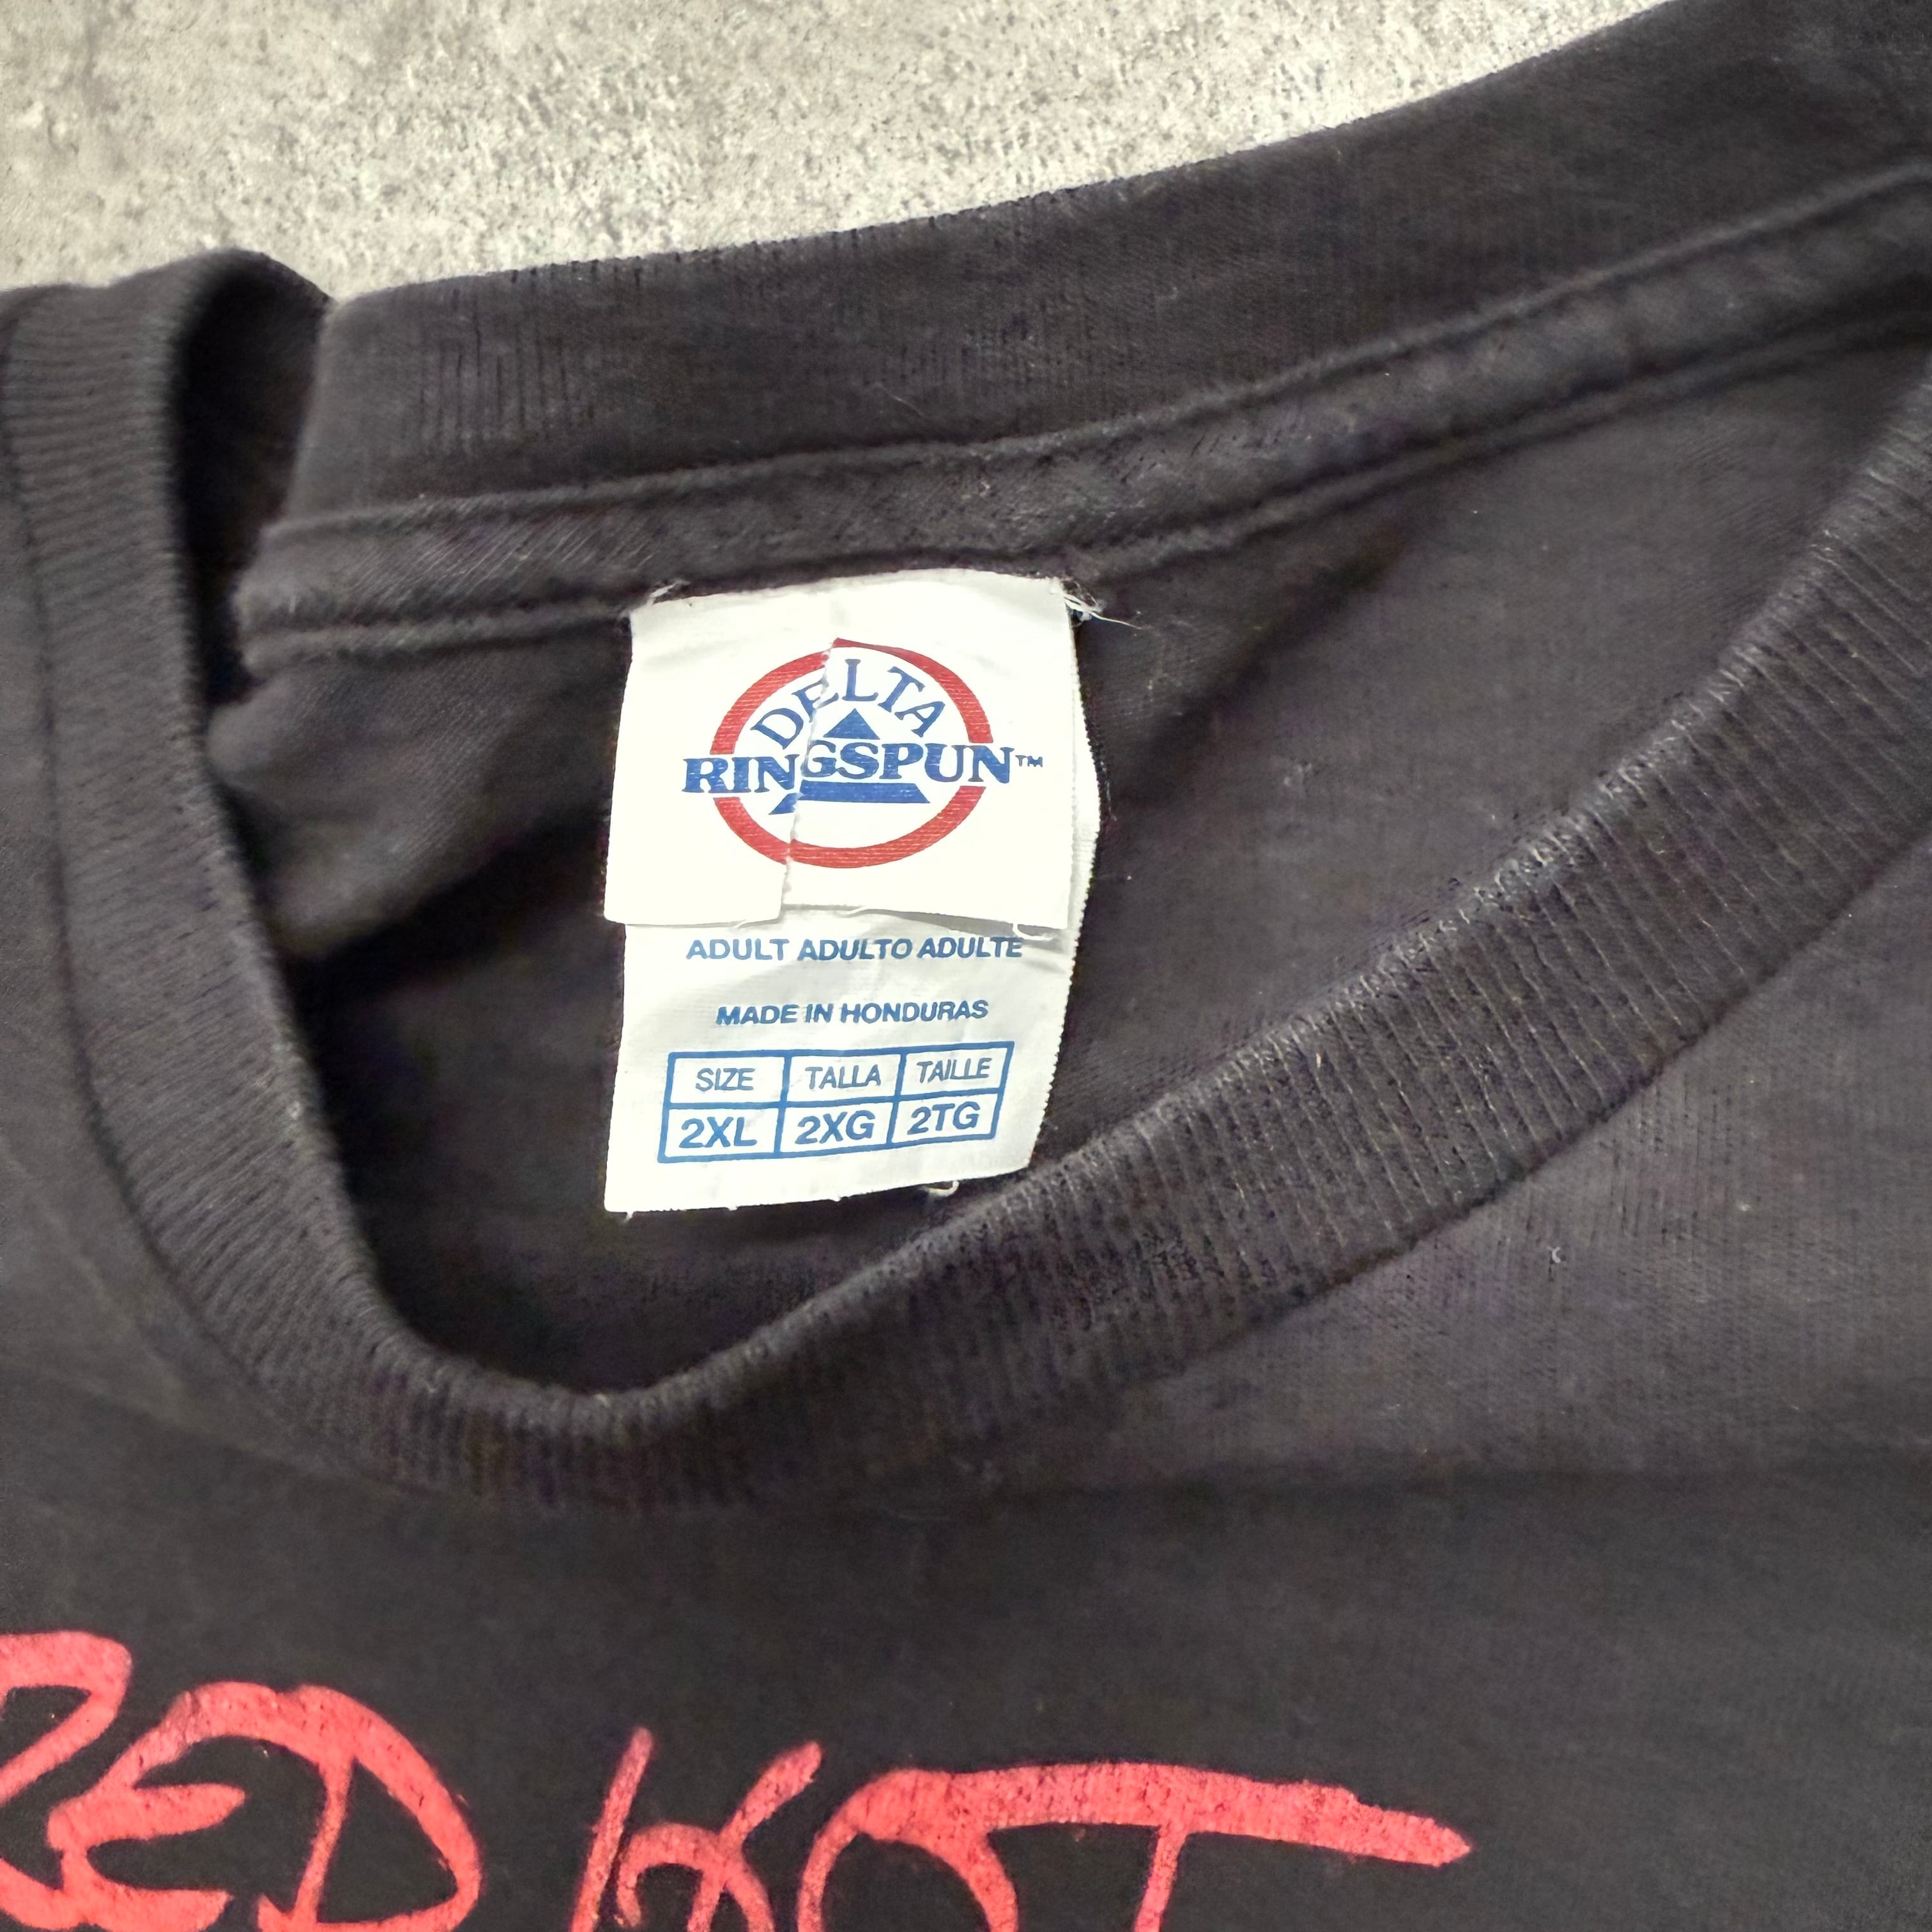 DELTA
RINGSPUN™
ADULT ADULTO ADULTE
MADE IN HONDURAS
SIZE TALLA TAILLE
2XL 2XG 2TG
RED HOT